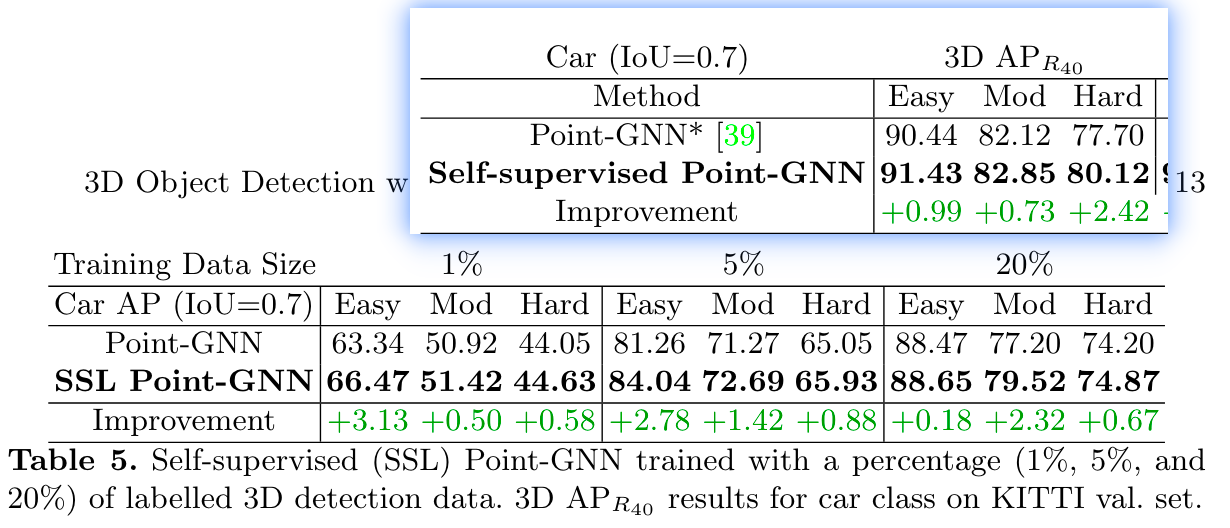 Car (IoU=0.7) 3D AP_{R_{40}}
Method Easy Mod Hard
Point-GNN* [39] 90.44 82.12 77.70
Self-supervised Point-GNN 91.43 82.85 80.12
Improvement +0.99 +0.73 +2.42
3D Object Detection w 13
Training Data Size 1% 5% 20%
Car AP (IoU=0.7) Easy Mod Hard Easy Mod Hard Easy Mod Hard
Point-GNN 63.34 50.92 44.05 81.26 71.27 65.05 88.47 77.20 74.20
SSL Point-GNN 66.47 51.42 44.63 84.04 72.69 65.93 88.65 79.52 74.87
Improvement +3.13 +0.50 +0.58 +2.78 +1.42 +0.88 +0.18 +2.32 +0.67
Table 5. Self-supervised (SSL) Point-GNN trained with a percentage (1%, 5%, and
20%) of labelled 3D detection data. 3D AP_{R_{40}} results for car class on KITTI val. set.